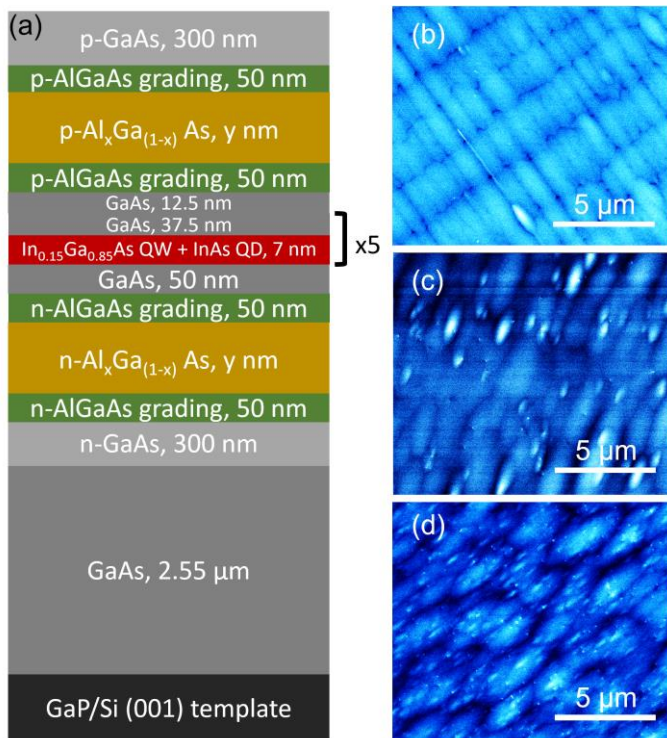 (a)
p-GaAs, 300 nm
p-AlGaAs grading, 50 nm
p-AlₓGa₍₁₋ₓ₎ As, y nm
p-AlGaAs grading, 50 nm
GaAs, 12.5 nm
GaAs, 37.5 nm
In₀.₁₅Ga₀.₈₅As QW + InAs QD, 7 nm
x5
GaAs, 50 nm
n-AlGaAs grading, 50 nm
n-AlₓGa₍₁₋ₓ₎ As, y nm
n-AlGaAs grading, 50 nm
n-GaAs, 300 nm
GaAs, 2.55 µm
GaP/Si (001) template
(b)
5 µm
(c)
5 µm
(d)
5 µm